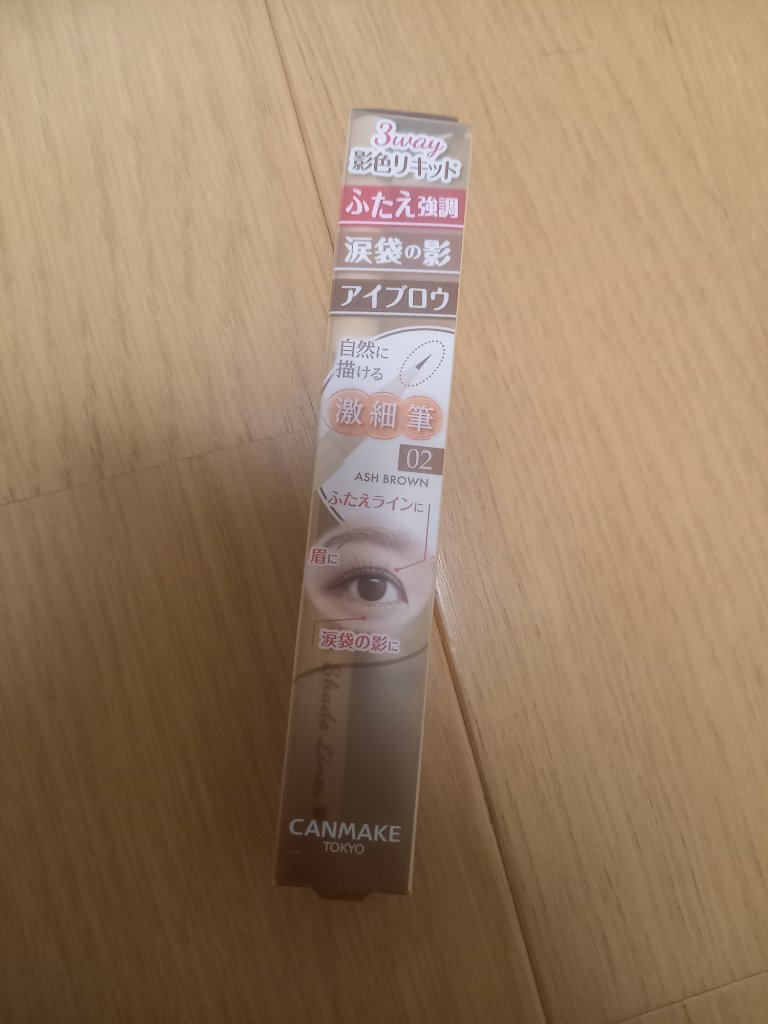 3way
影色リキッド
ふたえ強調
涙袋の影
アイブロウ
自然に
描ける
激細筆
02
ASH BROWN
ふたえラインに
眉に
涙袋の影に
Shade Liner
CANMAKE
TOKYO